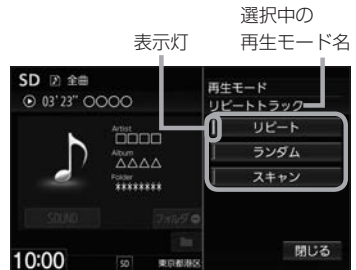 選択中の
表示灯 再生モード名
SD 全曲
03'23" ○○○○
再生モード
リピートトラック
リピート
ランダム
スキャン
Artist
□□□□
Album
△△△△
Folder
********
SOUND フォルダ
閉じる
10:00 SD 東京都港区